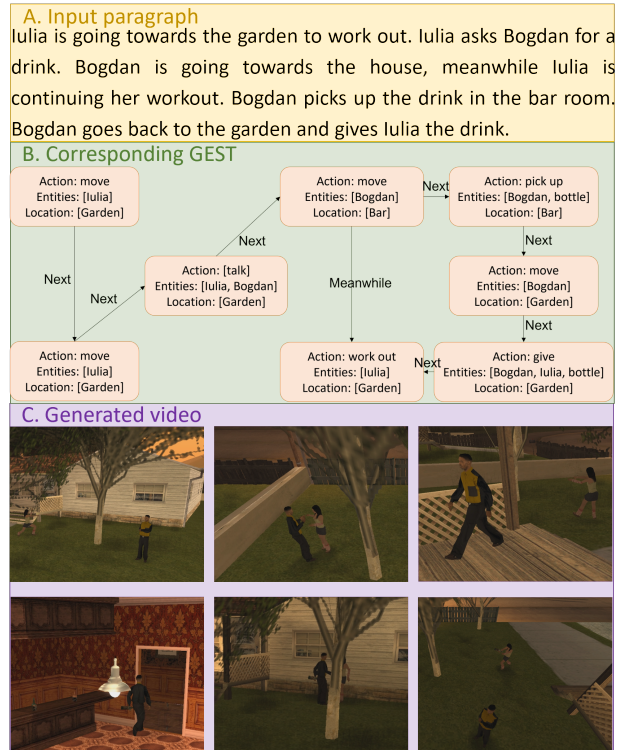 A. Input paragraph
Iulia is going towards the garden to work out. Iulia asks Bogdan for a
drink. Bogdan is going towards the house, meanwhile Iulia is
continuing her workout. Bogdan picks up the drink in the bar room.
Bogdan goes back to the garden and gives Iulia the drink.
B. Corresponding GEST
Action: move
Entities: [Iulia]
Location: [Garden]
Next
Action: move
Entities: [Iulia]
Location: [Garden]
Next
Action: [talk]
Entities: [Iulia, Bogdan]
Location: [Garden]
Next
Action: move
Entities: [Bogdan]
Location: [Bar]
Next
Action: pick up
Entities: [Bogdan, bottle]
Location: [Bar]
Next
Action: move
Entities: [Bogdan]
Location: [Garden]
Next
Action: give
Entities: [Bogdan, Iulia, bottle]
Location: [Garden]
Next
Meanwhile
Action: work out
Entities: [Iulia]
Location: [Garden]
C. Generated video